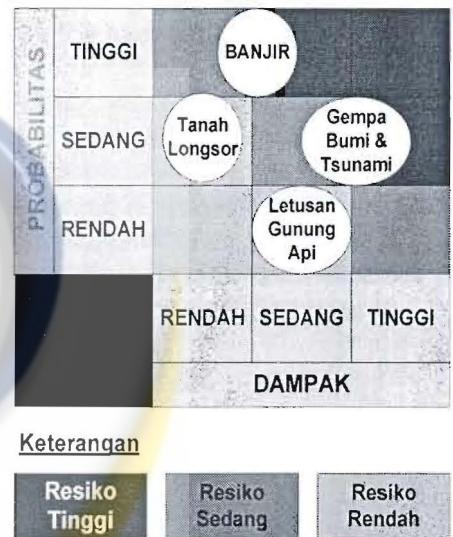 PROBABILITAS
TINGGI
BANJIR
SEDANG
Tanah
Longsor
Gempa
Bumi &
Tsunami
RENDAH
Letusan
Gunung
Api
RENDAH SEDANG TINGGI
DAMPAK
Keterangan
Resiko
Tinggi
Resiko
Sedang
Resiko
Rendah